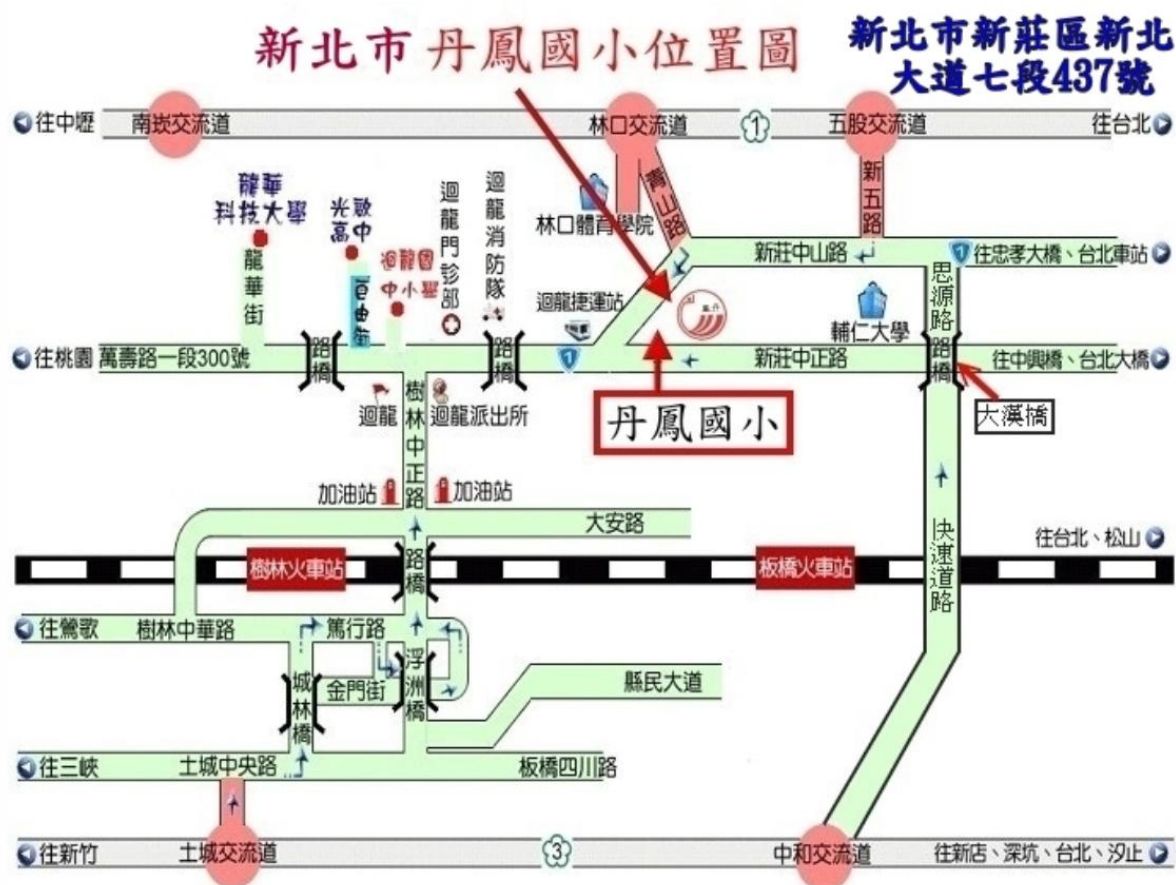 新北市 丹鳳國小位置圖
新北市新莊區新北
大道七段437號
往中壢
南崁交流道
林口交流道
1
五股交流道
往台北
龍華
科技大學
光啟
高中
迴龍國
中小學
迴龍門診部
迴龍消防隊
林口體育學院
青山路
新五路
新莊中山路
1
往忠孝大橋、台北車站
龍華街
自由街
迴龍捷運站
丹鳳
輔仁大學
思源路
往桃園
萬壽路一段300號
路橋
路橋
1
新莊中正路
路橋
往中興橋、台北大橋
迴龍
樹林中正路
迴龍派出所
丹鳳國小
大漢橋
加油站
加油站
大安路
快速道路
往台北、松山
樹林火車站
路橋
板橋火車站
往鶯歌
樹林中華路
篤行路
城林橋
金門街
浮洲橋
縣民大道
往三峽
土城中央路
板橋四川路
往新竹
土城交流道
3
中和交流道
往新店、深坑、台北、汐止